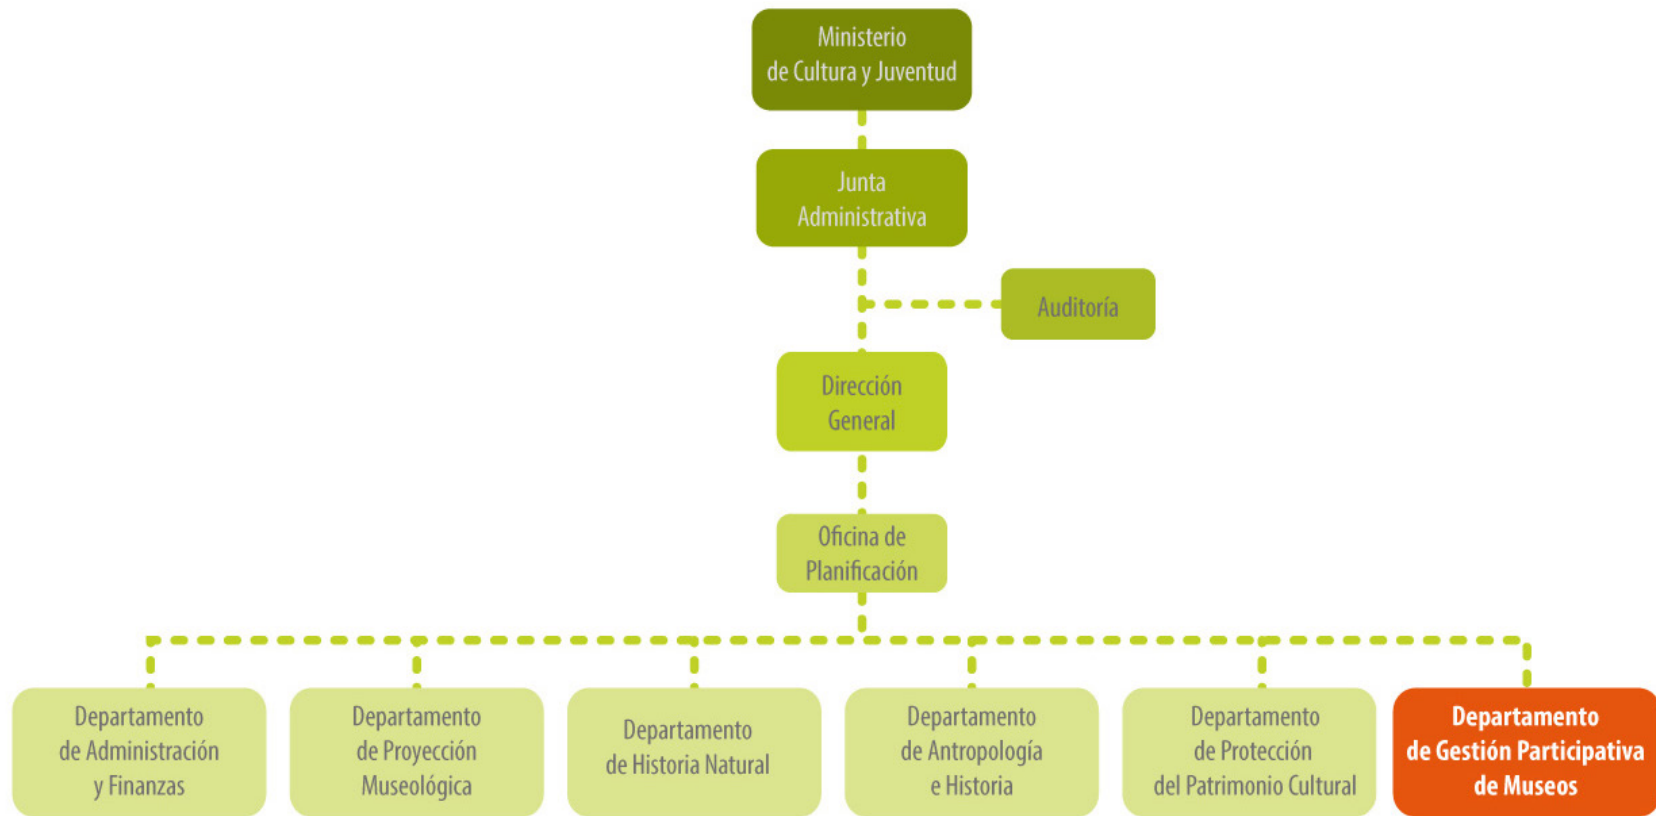 Ministerio
de Cultura y Juventud
Junta
Administrativa
Auditoría
Dirección
General
Oficina de
Planificación
Departamento
de Administración
y Finanzas
Departamento
de Proyección
Museológica
Departamento
de Historia Natural
Departamento
de Antropología
e Historia
Departamento
de Protección
del Patrimonio Cultural
Departamento
de Gestión Participativa
de Museos